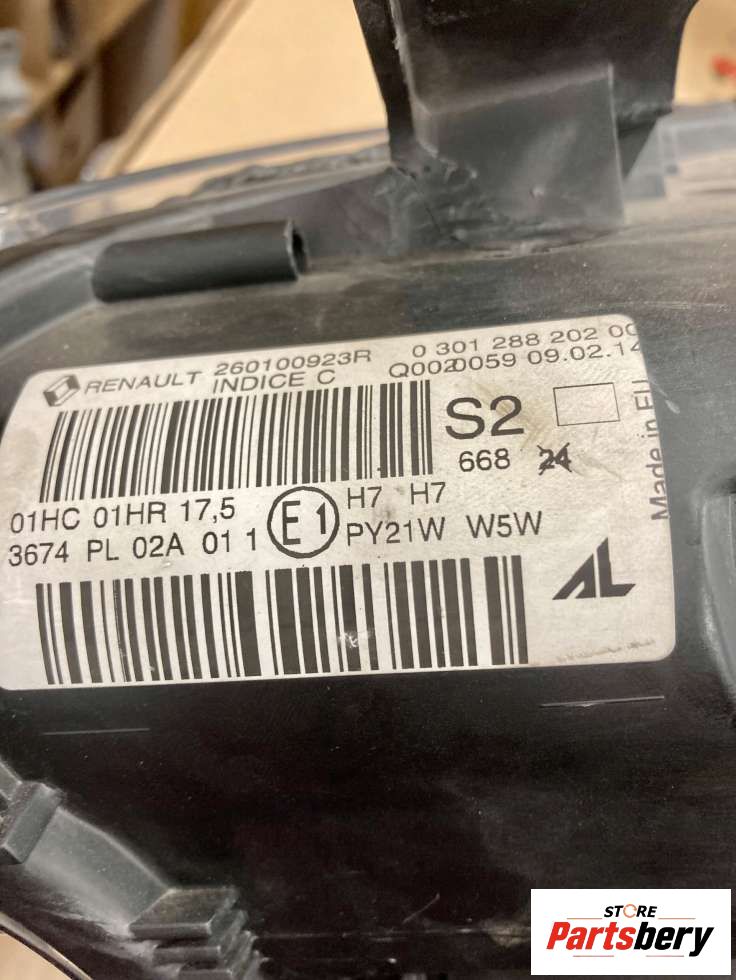 RENAULT 260100923R 0 301 288 202 00
INDICE C Q0020059 09.02.14
S2
668 24
Made in EU
01HC 01HR 17,5 E1 H7 H7
3674 PL 02A 01 1 PY21W W5W
AL
STORE
Partsbery